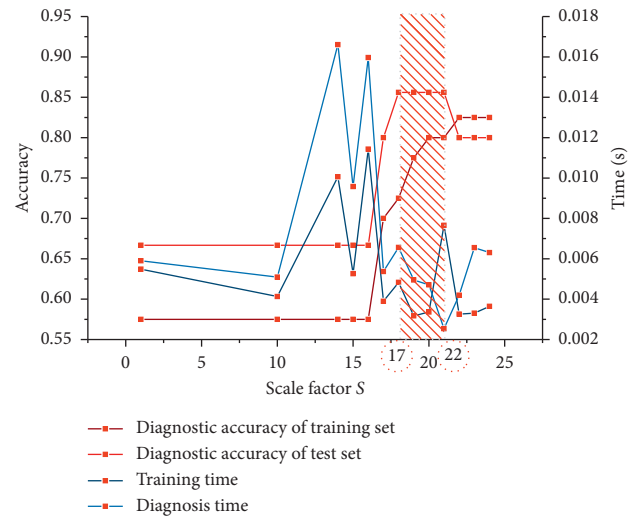 0.95
0.90
0.85
0.80
0.75
0.70
0.65
0.60
0.55
Accuracy
0.018
0.016
0.014
0.012
0.010
0.008
0.006
0.004
0.002
Time (s)
17
22
0 5 10 15 20 25
Scale factor S
Diagnostic accuracy of training set
Diagnostic accuracy of test set
Training time
Diagnosis time